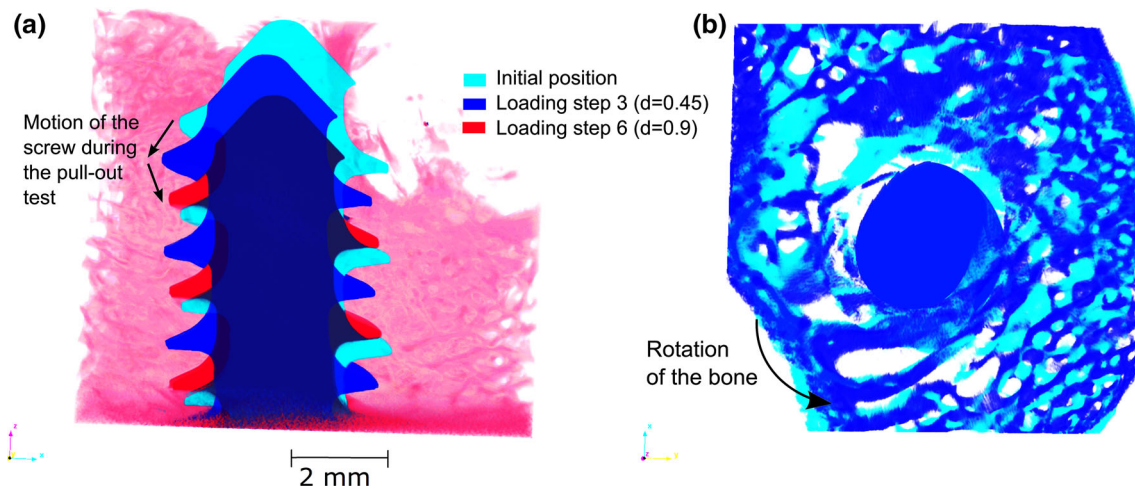 (a)
Initial position
Loading step 3 (d=0.45)
Loading step 6 (d=0.9)
Motion of the
screw during
the pull-out
test
z
y
x
2 mm
(b)
Rotation
of the bone
x
z
y